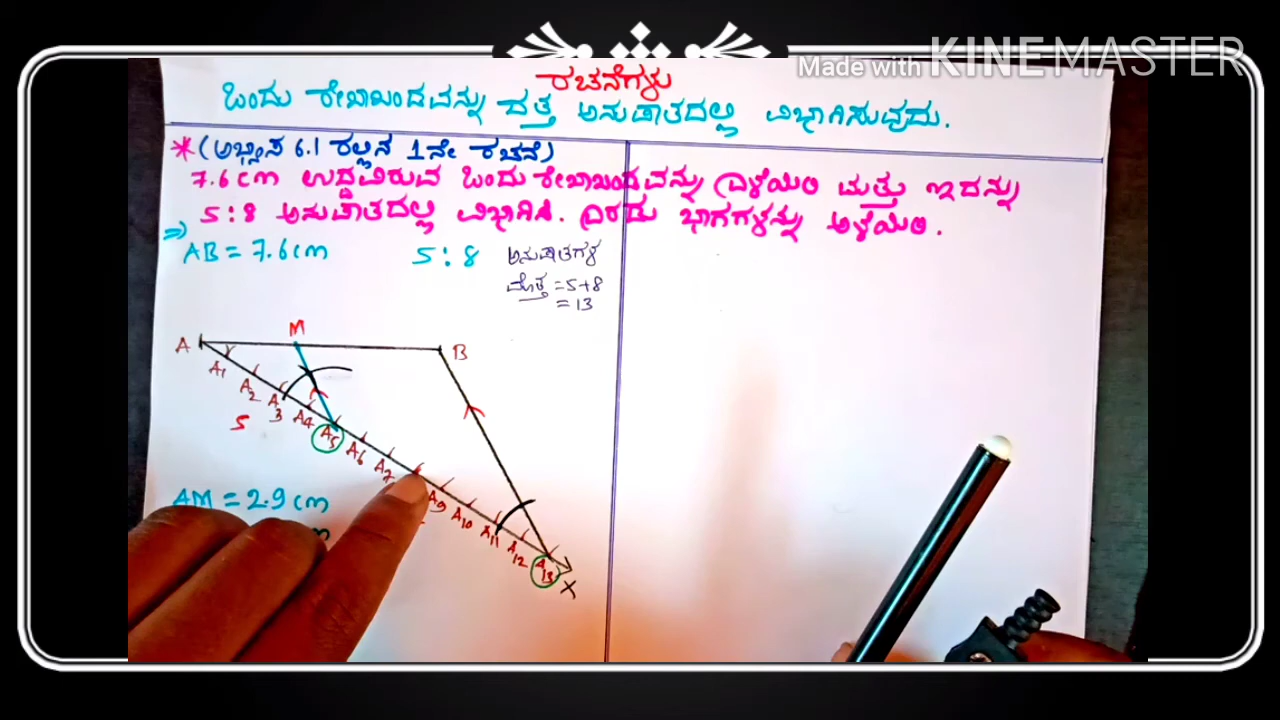 Made with KINEMASTER
ರಚನೆಗಳು
ಒಂದು ರೇಖಾಖಂಡವನ್ನು ದತ್ತ ಅನುಪಾತದಲ್ಲಿ ವಿಭಾಗಿಸುವುದು.
* (ಅಭ್ಯಾಸ 6.1 ರಲ್ಲಿನ 1ನೇ ರಚನೆ)
7.6cm ಉದ್ದವಿರುವ ಒಂದು ರೇಖಾಖಂಡವನ್ನು ಎಳೆಯಿರಿ ಮತ್ತು ಇದನ್ನು
5:8 ಅನುಪಾತದಲ್ಲಿ ವಿಭಾಗಿಸಿ. ಎರಡು ಭಾಗಗಳನ್ನು ಅಳೆಯಿರಿ.
⇒
AB = 7.6cm 5:8 ಅನುಪಾತಗಳ
ಮೊತ್ತ = 5+8
= 13
M
A B
A1
A2
A3
A4
5 A5
A6
A7
A9
A10
A11
A12
A13
X
AM = 2.9cm